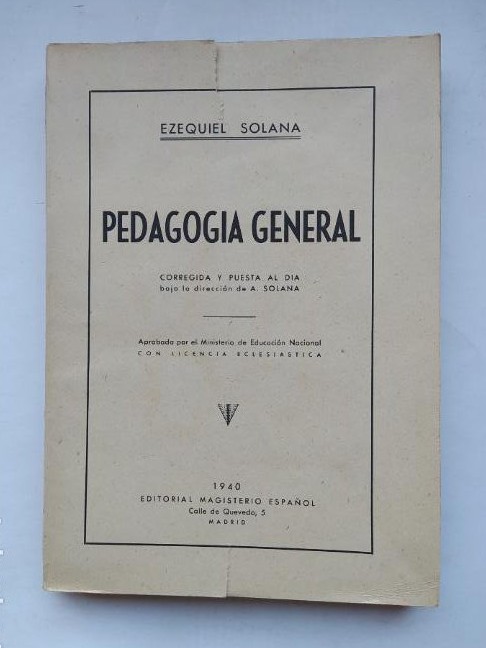 EZEQUIEL SOLANA
PEDAGOGIA GENERAL
CORREGIDA Y PUESTA AL DIA
bajo la dirección de A. SOLANA
Aprobada por el Ministerio de Educación Nacional
CON LICENCIA ECLESIASTICA
1940
EDITORIAL MAGISTERIO ESPAÑOL
Calle de Quevedo, 5
MADRID